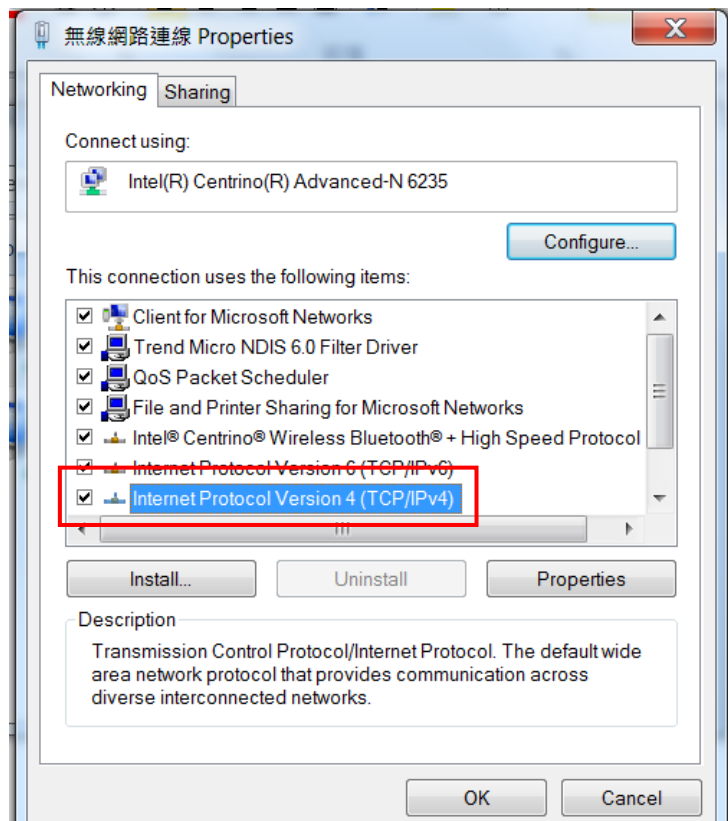 無線網路連線 Properties
Networking
Sharing
Connect using:
Intel(R) Centrino(R) Advanced-N 6235
Configure...
This connection uses the following items:
Client for Microsoft Networks
Trend Micro NDIS 6.0 Filter Driver
QoS Packet Scheduler
File and Printer Sharing for Microsoft Networks
Intel® Centrino® Wireless Bluetooth® + High Speed Protocol
Internet Protocol Version 6 (TCP/IPv6)
Internet Protocol Version 4 (TCP/IPv4)
Install...
Uninstall
Properties
Description
Transmission Control Protocol/Internet Protocol. The default wide
area network protocol that provides communication across
diverse interconnected networks.
OK
Cancel